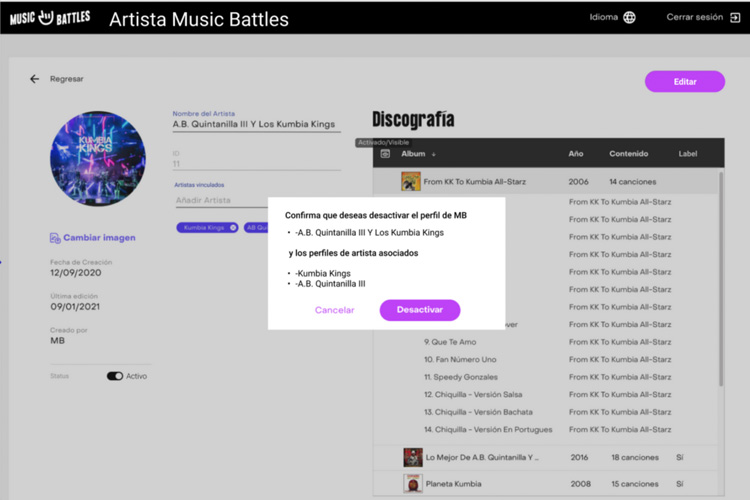 MUSIC BATTLES
Artista Music Battles
Idioma
Cerrar sesión
Regresar
Editar
KUMBIA
KINGS
Nombre del Artista
A.B. Quintanilla III Y Los Kumbia Kings
ID
11
Artistas vinculados
Añadir Artista
Kumbia Kings
AB Qui
Cambiar imagen
Fecha de Creación
12/09/2020
Última edición
09/01/2021
Creado por
MB
Status
Activo
Discografía
Activado/Visible
Album ↓ Año Contenido Label
From KK To Kumbia All-Starz 2006 14 canciones
From KK To Kumbia All-Starz
From KK To Kumbia All-Starz
From KK To Kumbia All-Starz
From KK To Kumbia All-Starz
From KK To Kumbia All-Starz
From KK To Kumbia All-Starz
From KK To Kumbia All-Starz
ver From KK To Kumbia All-Starz
9. Que Te Amo From KK To Kumbia All-Starz
10. Fan Número Uno From KK To Kumbia All-Starz
11. Speedy Gonzales From KK To Kumbia All-Starz
12. Chiquilla - Versión Salsa From KK To Kumbia All-Starz
13. Chiquilla - Versión Bachata From KK To Kumbia All-Starz
14. Chiquilla - Versión En Portugues From KK To Kumbia All-Starz
Lo Mejor De A.B. Quintanilla Y ... 2016 18 canciones Sí
Planeta Kumbia 2008 15 canciones Sí
Confirma que deseas desactivar el perfil de MB
• -A.B. Quintanilla III Y Los Kumbia Kings
y los perfiles de artista asociados
• -Kumbia Kings
• -A.B. Quintanilla III
Cancelar
Desactivar